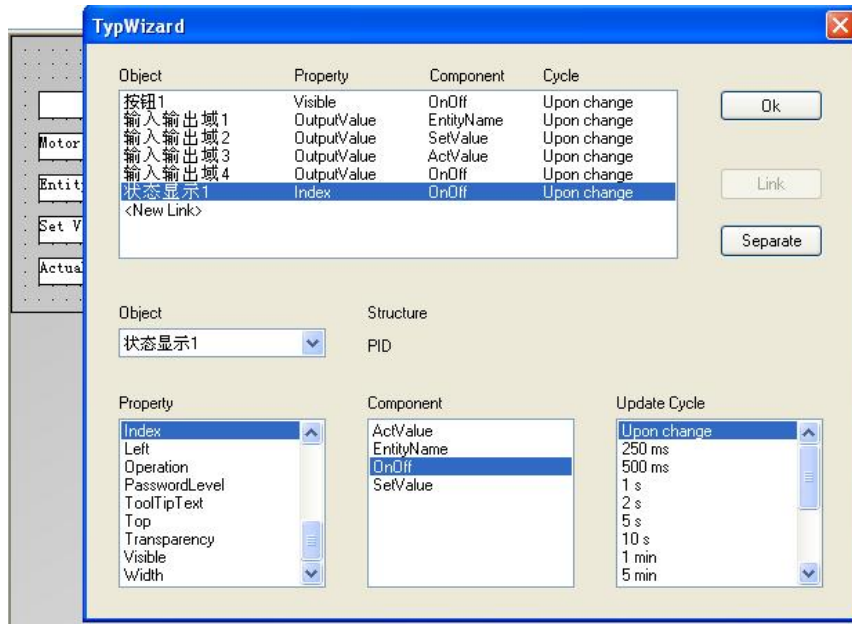 TypWizard
Object Property Component Cycle
按钮1 Visible OnOff Upon change
输入输出域1 OutputValue EntityName Upon change
输入输出域2 OutputValue SetValue Upon change
输入输出域3 OutputValue ActValue Upon change
输入输出域4 OutputValue OnOff Upon change
状态显示1 Index OnOff Upon change
<New Link>
Ok
Link
Separate
Motor
Entity
Set V
Actual
Object Structure
状态显示1 PID
Property Component Update Cycle
Index ActValue Upon change
Left EntityName 250 ms
Operation OnOff 500 ms
PasswordLevel SetValue 1 s
ToolTipText 2 s
Top 5 s
Transparency 10 s
Visible 1 min
Width 5 min